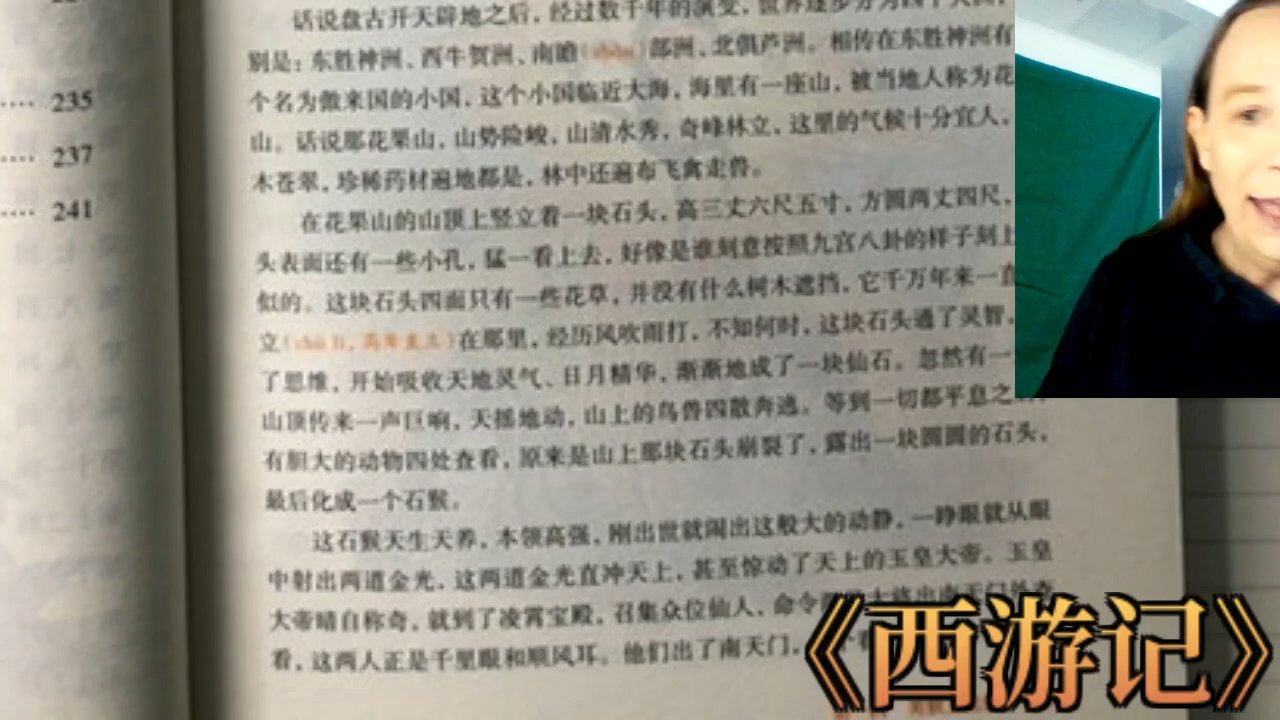 235
237
241
话说盘古开天辟地之后，经过数千年的演变，世界逐步分为四个大洲，
别是：东胜神洲、西牛贺洲、南瞻 部洲、北俱芦洲。相传在东胜神洲有
个名为傲来国的小国，这个小国临近大海，海里有一座山，被当地人称为花
山。话说那花果山，山势险峻，山清水秀，奇峰林立，这里的气候十分宜人，
木苍翠，珍稀药材遍地都是，林中还遍布飞禽走兽。
在花果山的山顶上竖立着一块石头，高三丈六尺五寸，方圆两丈四尺，
头表面还有一些小孔，猛一看上去，好像是谁刻意按照九宫八卦的样子刻上
似的。这块石头四面只有一些花草，并没有什么树木遮挡，它千万年来一直
立（chù lì，高耸直立）在那里，经历风吹雨打，不知何时，这块石头通了灵智，
了思维，开始吸收天地灵气、日月精华，渐渐地成了一块仙石。忽然有一
山顶传来一声巨响，天摇地动，山上的鸟兽四散奔逃。等到一切都平息之
有胆大的动物四处查看，原来是山上那块石头崩裂了，露出一块圆圆的石头，
最后化成一个石猴。
这石猴天生天养，本领高强，刚出世就闹出这般大的动静，一睁眼就从眼
中射出两道金光，这两道金光直冲天上，甚至惊动了天上的玉皇大帝。玉皇
大帝暗自称奇，就到了凌霄宝殿，召集众位仙人，命令
看，这两人正是千里眼和顺风耳。他们出了南天门，
《西游记》